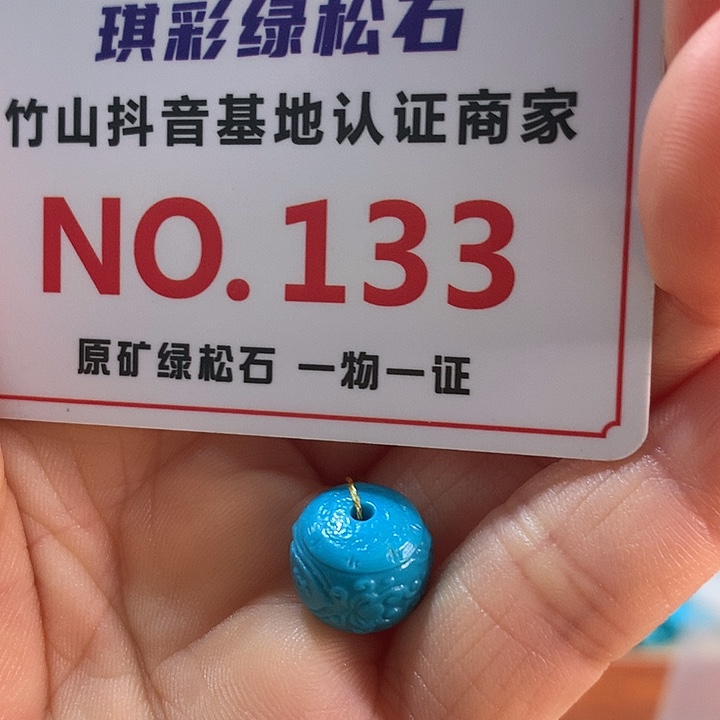 琪彩绿松石
竹山抖音基地认证商家
NO.133
原矿绿松石 一物一证